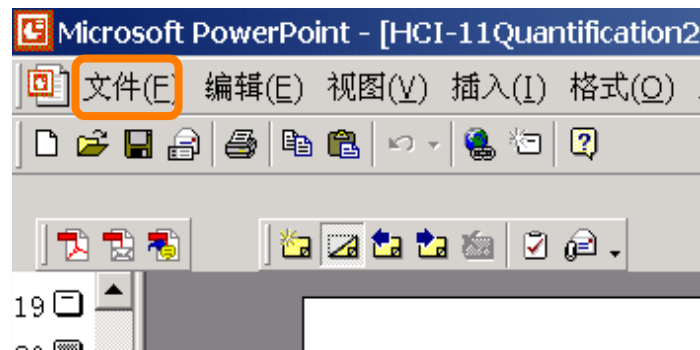 Microsoft PowerPoint - [HCI-11Quantification2
文件(F) 编辑(E) 视图(V) 插入(I) 格式(O)
19